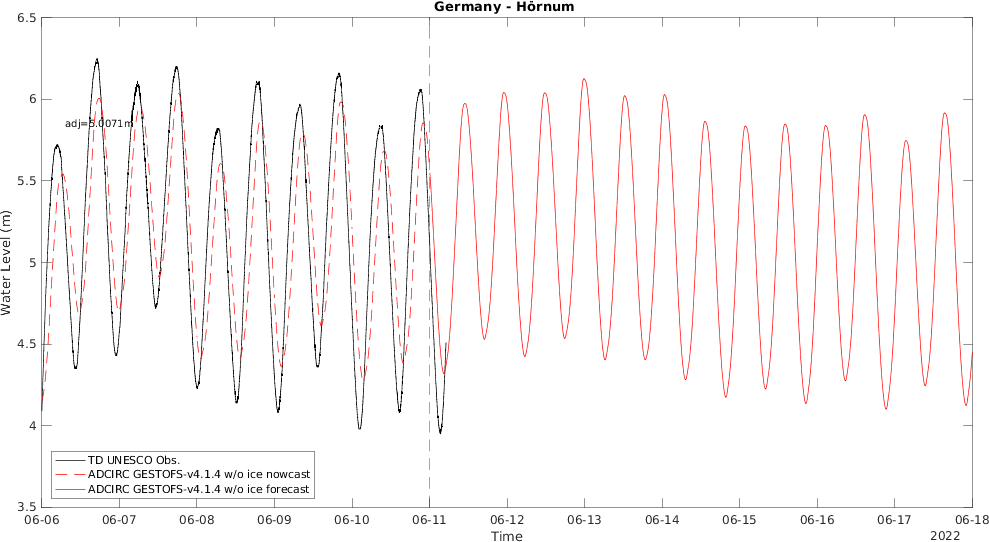 Germany - Hörnum
6.5
6
5.5
5
4.5
4
3.5
Water Level (m)
adj=5.0071m
TD UNESCO Obs.
ADCIRC GESTOFS-v4.1.4 w/o ice nowcast
ADCIRC GESTOFS-v4.1.4 w/o ice forecast
06-06 06-07 06-08 06-09 06-10 06-11 06-12 06-13 06-14 06-15 06-16 06-17 06-18
Time
2022